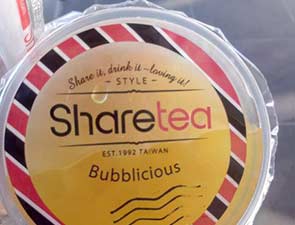 Share it, drink it – loving it!
– STYLE –
Sharetea
EST.1992 TAIWAN
Bubblicious